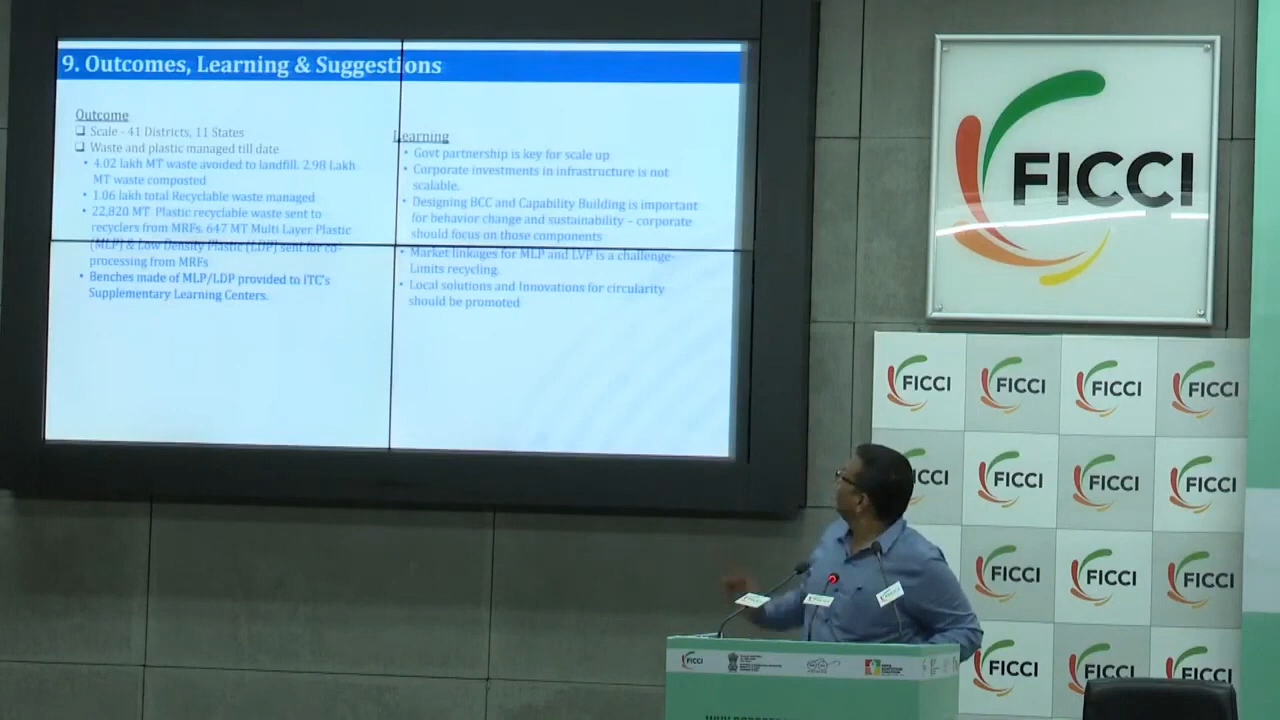 9. Outcomes, Learning & Suggestions
Outcome
Scale - 41 Districts, 11 States
Waste and plastic managed till date
4.02 lakh MT waste avoided to landfill. 2.98 Lakh
MT waste composted
1.06 lakh total Recyclable waste managed
22,820 MT Plastic recyclable waste sent to
recyclers from MRFs. 647 MT Multi Layer Plastic
(MLP) & Low Density Plastic (LDP) sent for co-
processing from MRFs
Benches made of MLP/LDP provided to ITC's
Supplementary Learning Centers.
Learning
Govt partnership is key for scale up
Corporate investments in infrastructure is not
scalable.
Designing BCC and Capability Building is important
for behavior change and sustainability – corporate
should focus on those components
Market linkages for MLP and LVP is a challenge-
Limits recycling.
Local solutions and Innovations for circularity
should be promoted
FICCI
FICCI
FICCI
FICCI
FICCI
ICCI
FICCI
FICCI
FICCI
FICCI
FICCI
FICCI
FICCI
FICCI
FICCI
FICCI